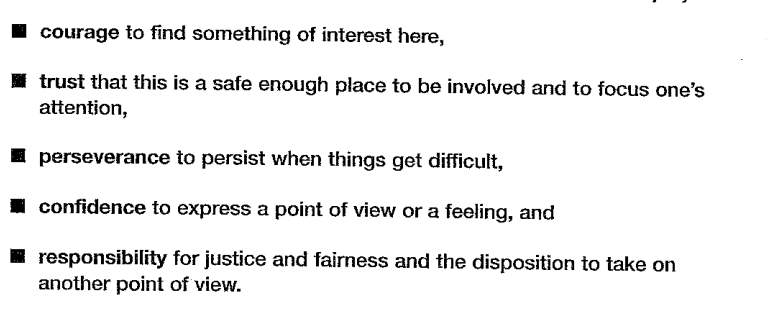 ■ courage to find something of interest here,
■ trust that this is a safe enough place to be involved and to focus one's
attention,
■ perseverance to persist when things get difficult,
■ confidence to express a point of view or a feeling, and
■ responsibility for justice and fairness and the disposition to take on
another point of view.